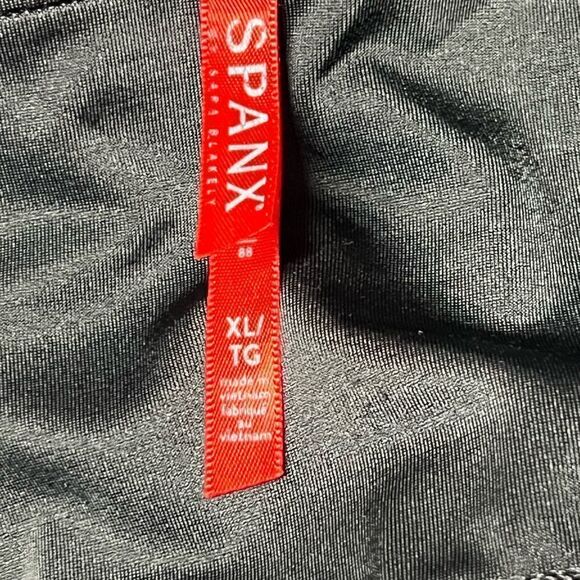 SPANX®
BY SARA BLAKELY
88
XL/
TG
made in
vietnam
fabriqué
au
vietnam